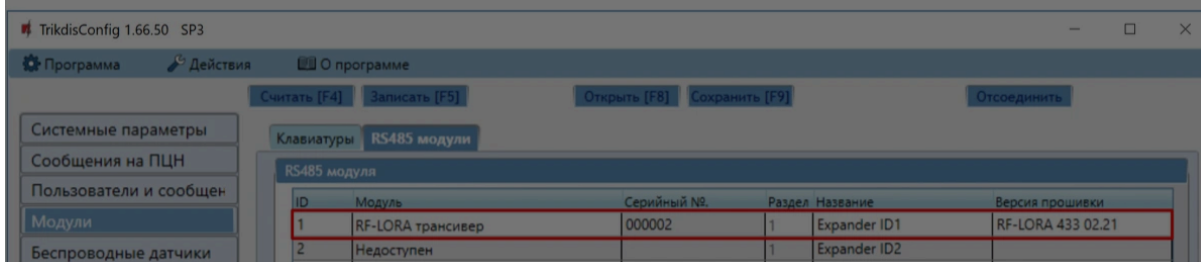 TrikdisConfig 1.66.50 SP3
Программа Действия О программе
Считать [F4] Записать [F5] Открыть [F8] Сохранить [F9] Отсоединить
Системные параметры
Сообщения на ПЦН
Пользователи и сообщен
Модули
Беспроводные датчики
Клавиатуры RS485 модули
RS485 модуля
ID Модуль Серийный №. Раздел Название Версия прошивки
1 RF-LORA трансивер 000002 1 Expander ID1 RF-LORA 433 02.21
2 Недоступен 1 Expander ID2